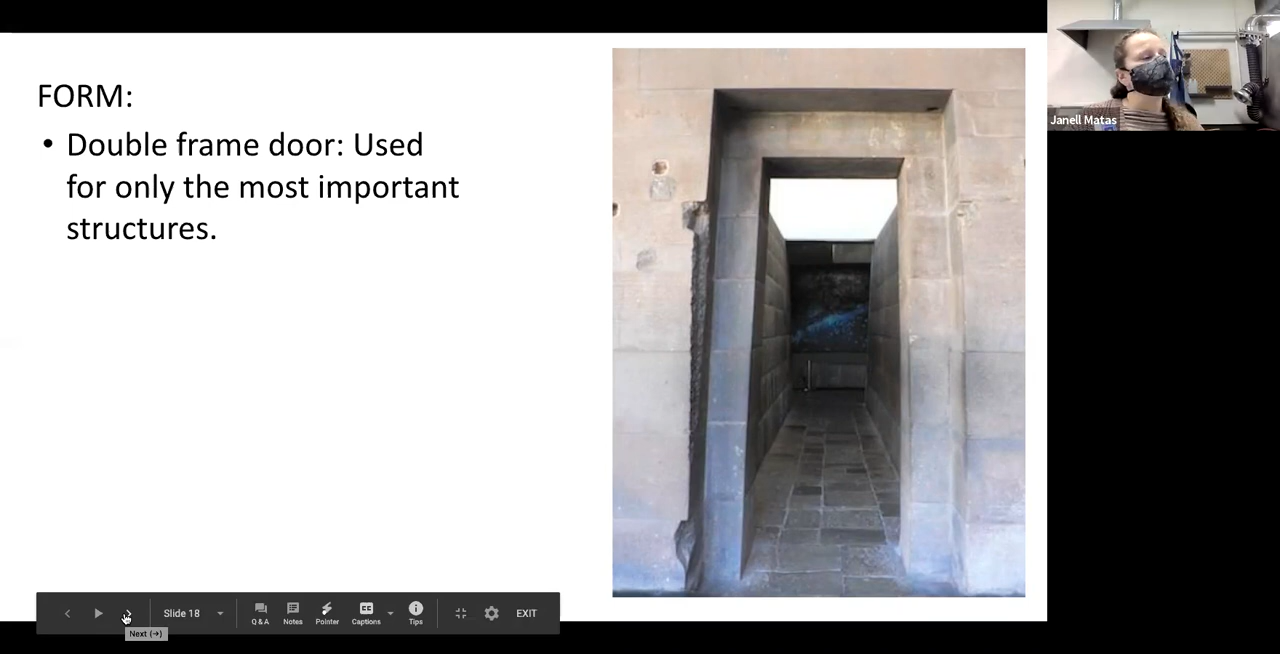 FORM:
• Double frame door: Used
for only the most important
structures.
Janell Matas
Slide 18
Q & A
Notes
Pointer
CC
Captions
Tips
EXIT
Next (→)